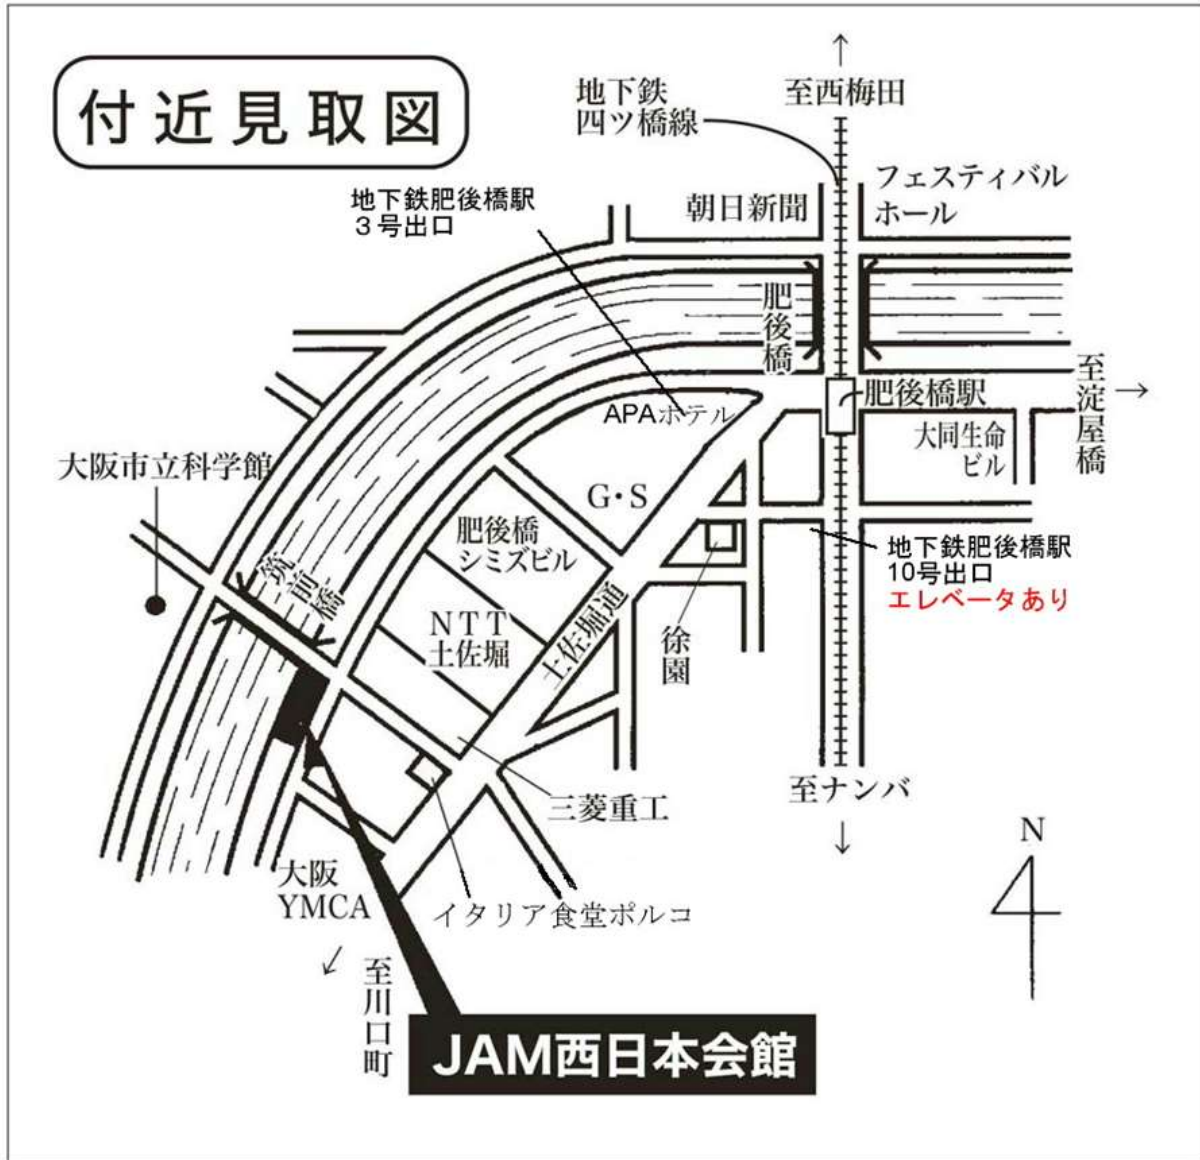 付近見取図
地下鉄
四ツ橋線
至西梅田
フェスティバル
ホール
朝日新聞
地下鉄肥後橋駅
３号出口
肥後橋
至淀屋橋
肥後橋駅
APAホテル
大同生命
ビル
大阪市立科学館
G・S
肥後橋
シミズビル
地下鉄肥後橋駅
10号出口
エレベータあり
筑前橋
NTT
土佐堀
土佐堀通
徐園
三菱重工
至ナンバ
N
大阪
YMCA
イタリア食堂ポルコ
至川口町
JAM西日本会館